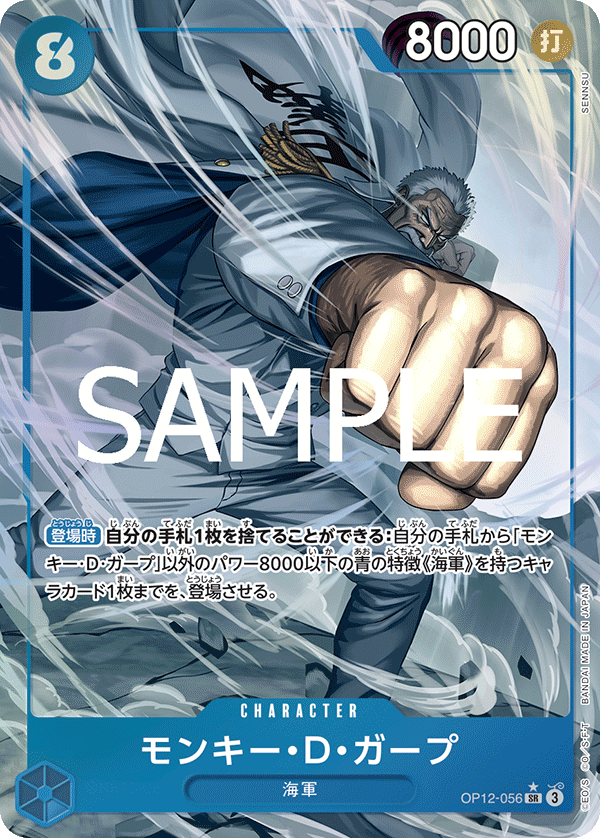 8
8000
打
SENNSU
SAMPLE
登場時 自分の手札1枚を捨てることができる:自分の手札から「モン
キー・D・ガープ」以外のパワー8000以下の青の特徴《海軍》を持つキャ
ラカード1枚までを、登場させる。
CHARACTER
モンキー・D・ガープ
海軍
OP12-056 SR 3
©E.O/S. ©E.O./S・F・T BANDAI MADE IN JAPAN